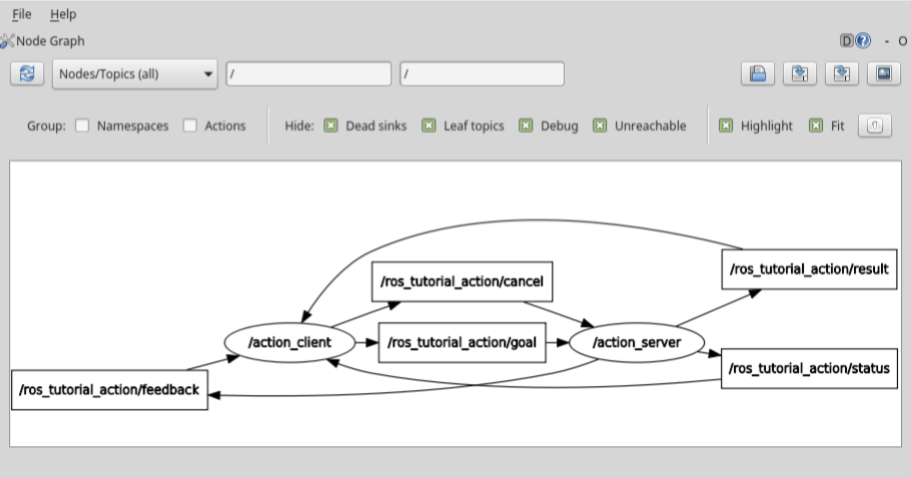 File Help
Node Graph D ? - O
Nodes/Topics (all) / /
Group: Namespaces Actions Hide: Dead sinks Leaf topics Debug Unreachable Highlight Fit
/ros_tutorial_action/result
/ros_tutorial_action/cancel
/action_client
/ros_tutorial_action/goal
/action_server
/ros_tutorial_action/status
/ros_tutorial_action/feedback